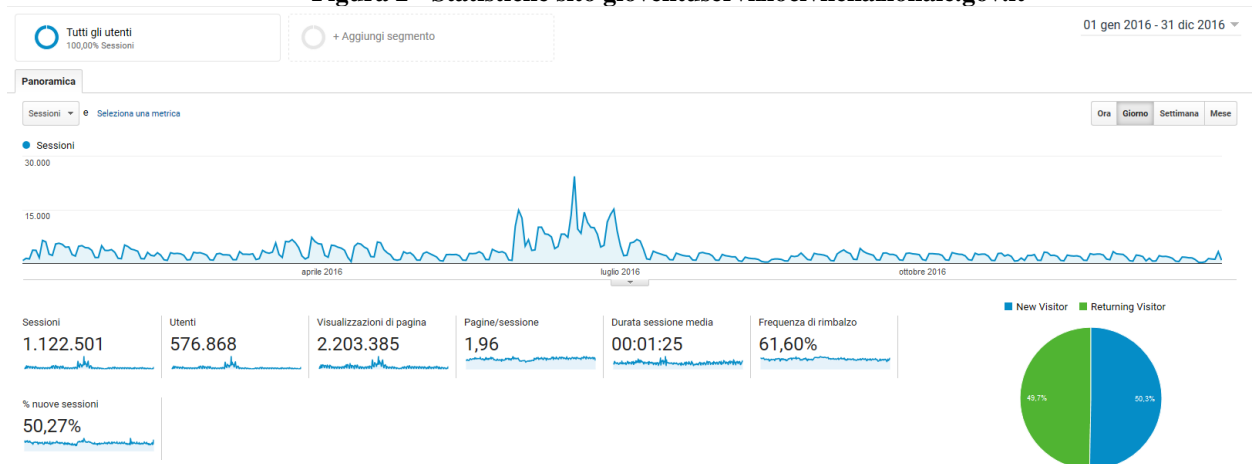 Tutti gli utenti
100,00% Sessioni
+ Aggiungi segmento
01 gen 2016 - 31 dic 2016
Panoramica
Sessioni e Seleziona una metrica
Ora Giorno Settimana Mese
Sessioni
30.000
15.000
aprile 2016 luglio 2016 ottobre 2016
New Visitor Returning Visitor
Sessioni
1.122.501
Utenti
576.868
Visualizzazioni di pagina
2.203.385
Pagine/sessione
1,96
Durata sessione media
00:01:25
Frequenza di rimbalzo
61,60%
% nuove sessioni
50,27%
49,7% 50,3%